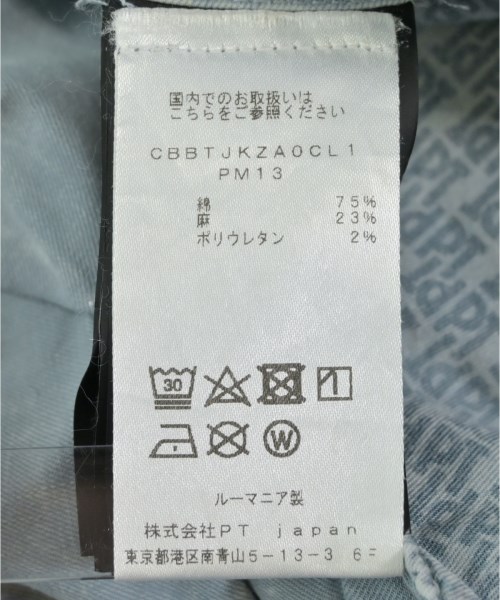 国内でのお取扱いは
こちらをご参照ください
CBBTJKZA0CL1
PM13
綿 75%
麻 23%
ポリウレタン 2%
30
W
ルーマニア製
株式会社PT japan
東京都港区南青山5-13-3 6F